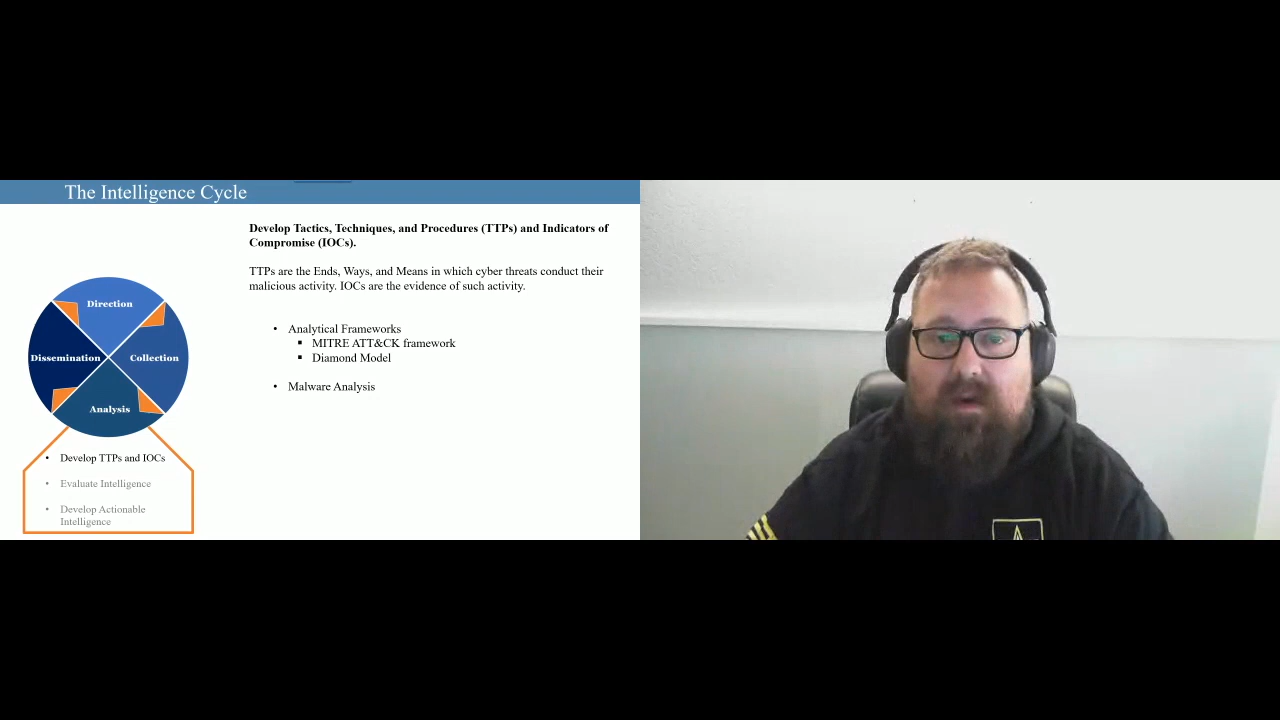 The Intelligence Cycle
Develop Tactics, Techniques, and Procedures (TTPs) and Indicators of
Compromise (IOCs).
TTPs are the Ends, Ways, and Means in which cyber threats conduct their
malicious activity. IOCs are the evidence of such activity.
• Analytical Frameworks
▪ MITRE ATT&CK framework
▪ Diamond Model
• Malware Analysis
Direction
Dissemination
Collection
Analysis
• Develop TTPs and IOCs
• Evaluate Intelligence
• Develop Actionable
Intelligence